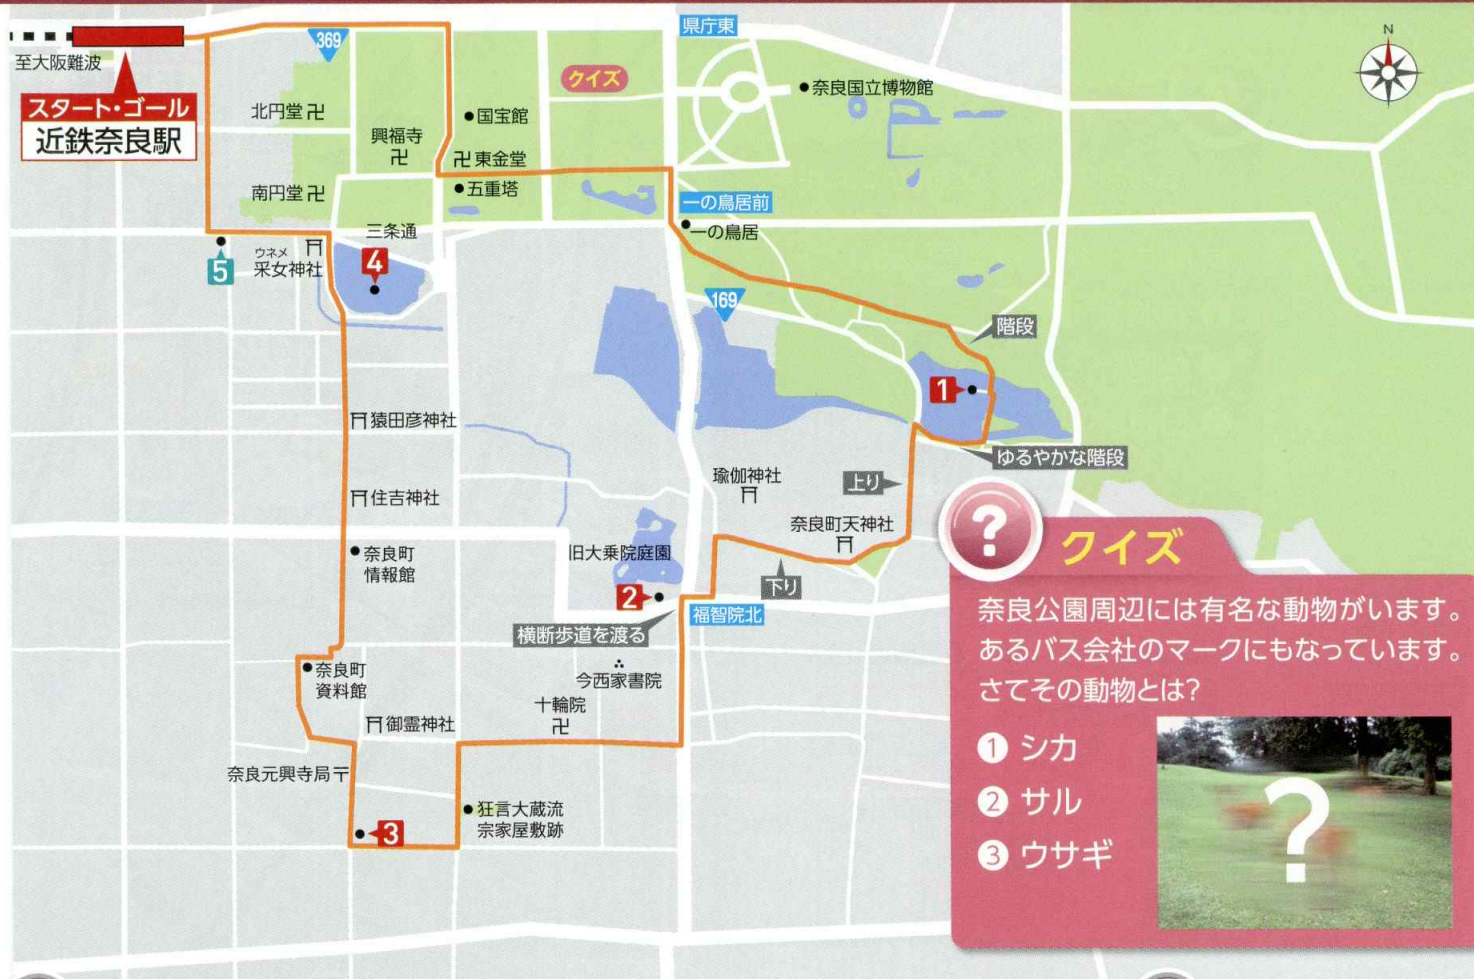 至大阪難波
スタート・ゴール
近鉄奈良駅
369
県庁東
N
クイズ
奈良国立博物館
北円堂
国宝館
興福寺
東金堂
南円堂
五重塔
一の鳥居前
三条通
一の鳥居
ウネメ
采女神社
5
4
169
階段
1
猿田彦神社
ゆるやかな階段
瑜伽神社
上り
住吉神社
奈良町天神社
奈良町
情報館
旧大乗院庭園
下り
2
福智院北
横断歩道を渡る
奈良町
資料館
今西家書院
十輪院
御霊神社
奈良元興寺局〒
狂言大蔵流
宗家屋敷跡
3
?
クイズ
奈良公園周辺には有名な動物がいます。
あるバス会社のマークにもなっています。
さてその動物とは?
❶ シカ
❷ サル
❸ ウサギ
?